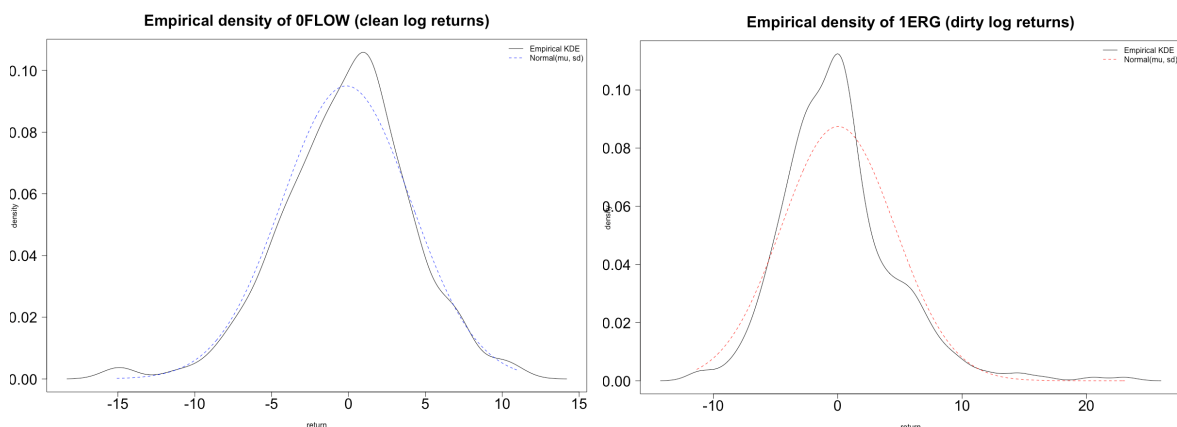 Empirical density of 0FLOW (clean log returns)
Empirical KDE
Normal(mu, sd)
0.10
0.08
0.06
0.04
0.02
0.00
density
-15
-10
-5
0
5
10
15
return
Empirical density of 1ERG (dirty log returns)
Empirical KDE
Normal(mu, sd)
0.10
0.08
0.06
0.04
0.02
0.00
density
-10
0
10
20
return